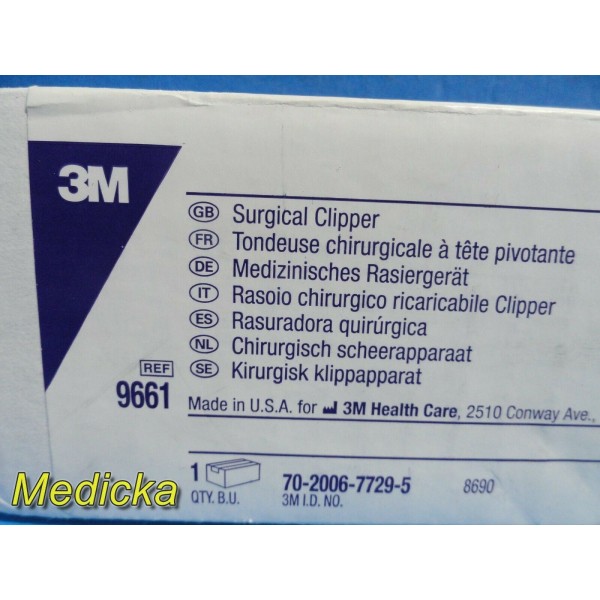 3M
GB Surgical Clipper
FR Tondeuse chirurgicale à tête pivotante
DE Medizinisches Rasiergerät
IT Rasoio chirurgico ricaricabile Clipper
ES Rasuradora quirúrgica
NL Chirurgisch scheerapparaat
SE Kirurgisk klippapparat
REF
9661
Made in U.S.A. for 3M Health Care, 2510 Conway Ave.,
1
QTY. B.U.
70-2006-7729-5
3M I.D. NO.
8690
Medicka